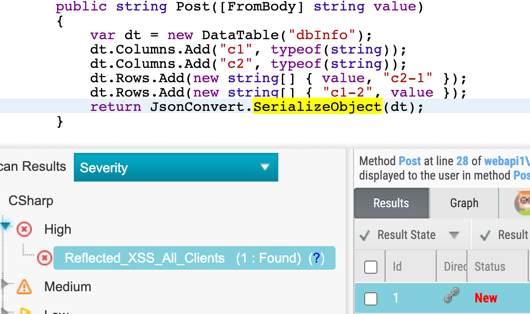 public string Post([FromBody] string value)
{
var dt = new DataTable("dbInfo");
dt.Columns.Add("c1", typeof(string));
dt.Columns.Add("c2", typeof(string));
dt.Rows.Add(new string[] { value, "c2-1" });
dt.Rows.Add(new string[] { "c1-2", value });
return JsonConvert.SerializeObject(dt);
}
can Results
Severity
CSharp
High
Reflected_XSS_All_Clients (1 : Found) (?)
Medium
Method Post at line 28 of webapi1\
displayed to the user in method Pos
Results
Graph
Result State
Result
Id
Direc
Status
1
New